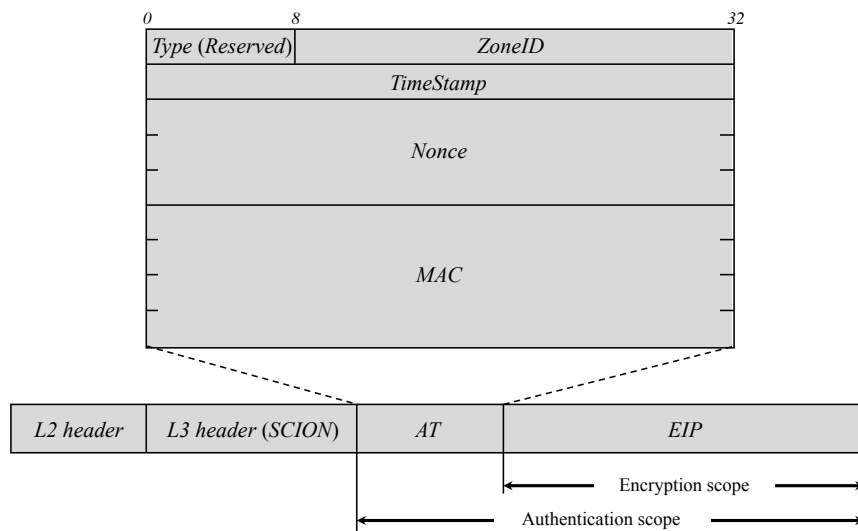 0 8 32
Type (Reserved) ZoneID
TimeStamp
Nonce
MAC
L2 header L3 header (SCION) AT EIP
Encryption scope
Authentication scope